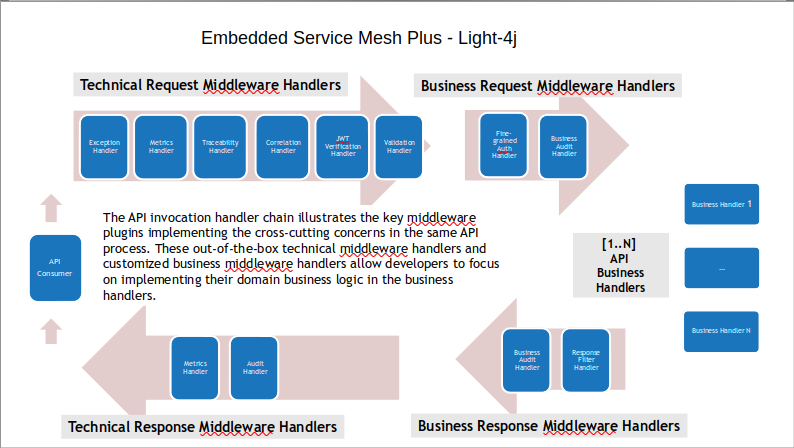 Embedded Service Mesh Plus - Light-4j
Technical Request Middleware Handlers
Business Request Middleware Handlers
Exception
Handler
Metrics
Handler
Traceability
Handler
Correlation
Handler
JWT
Verification
Handler
Validation
Handler
Fine-
grained
Auth
Handler
Business
Audit
Handler
Business Handler 1
...
Business Handler N
[1..N]
API
Business
Handlers
API
Consumer
The API invocation handler chain illustrates the key middleware
plugins implementing the cross-cutting concerns in the same API
process. These out-of-the-box technical middleware handlers and
customized business middleware handlers allow developers to focus
on implementing their domain business logic in the business
handlers.
Metrics
Handler
Audit
Handler
Business
Audit
Handler
Response
Filter
Handler
Technical Response Middleware Handlers
Business Response Middleware Handlers